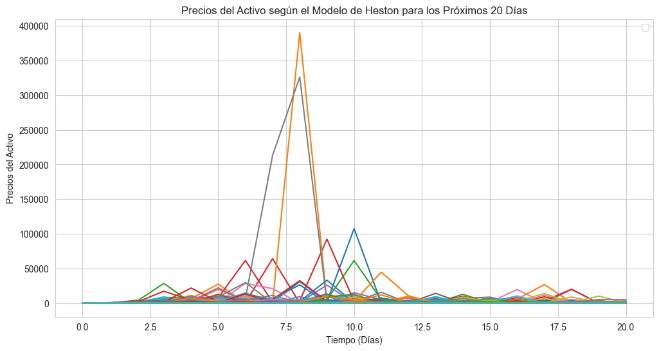 Precios del Activo según el Modelo de Heston para los Próximos 20 Días
400000
350000
300000
250000
200000
150000
100000
50000
0
Precios del Activo
0.0 2.5 5.0 7.5 10.0 12.5 15.0 17.5 20.0
Tiempo (Días)